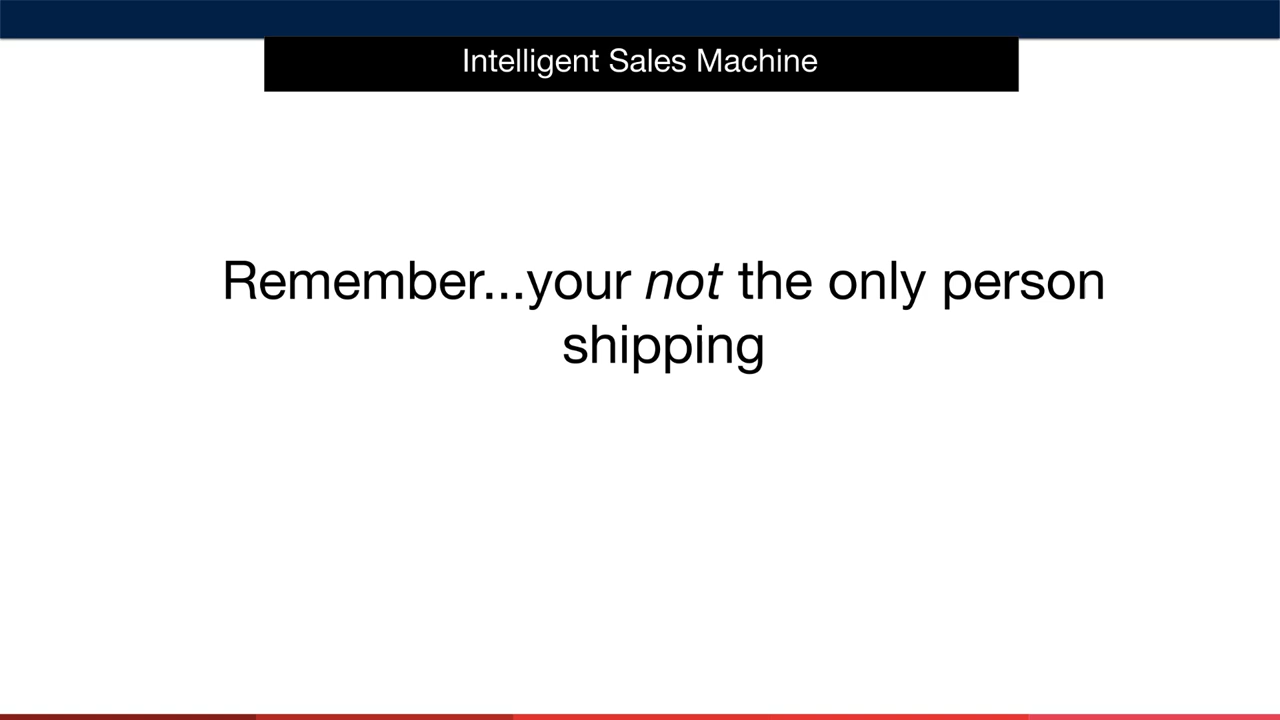 Intelligent Sales Machine
Remember...your not the only person
shipping